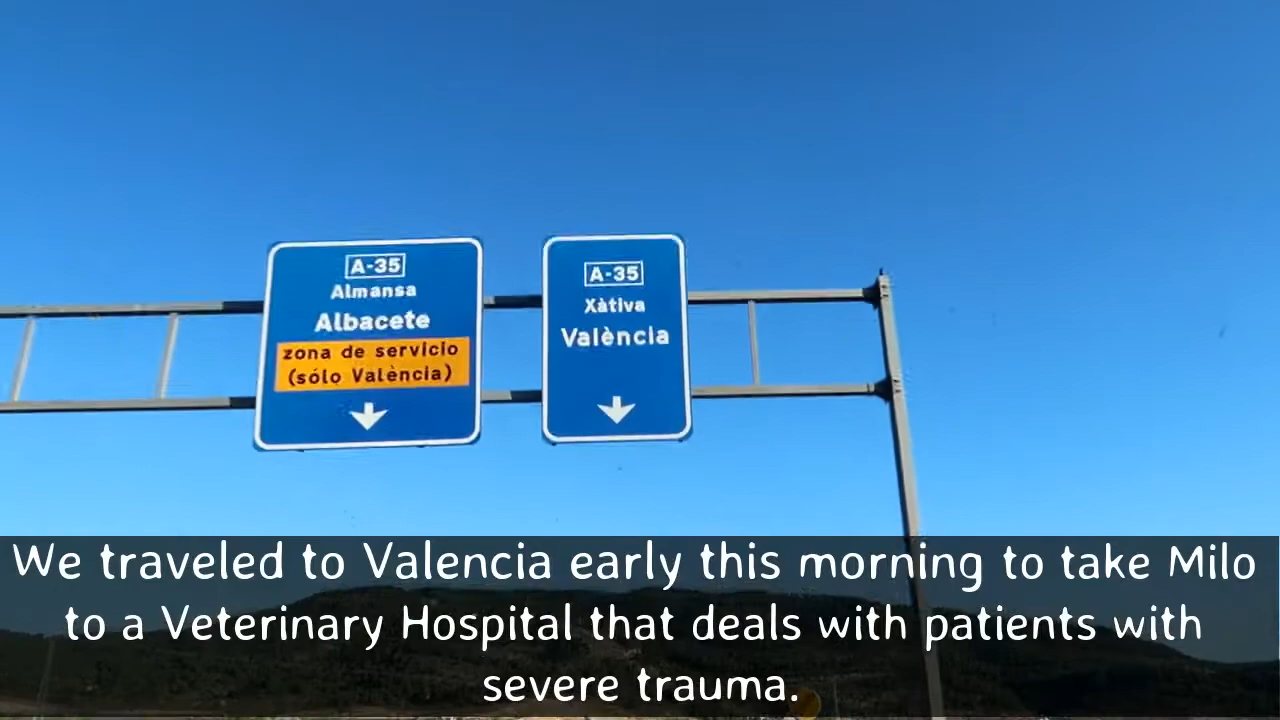 A-35
Almansa
Albacete
zona de servicio
(sólo València)
A-35
Xàtiva
València
We traveled to Valencia early this morning to take Milo
to a Veterinary Hospital that deals with patients with
severe trauma.